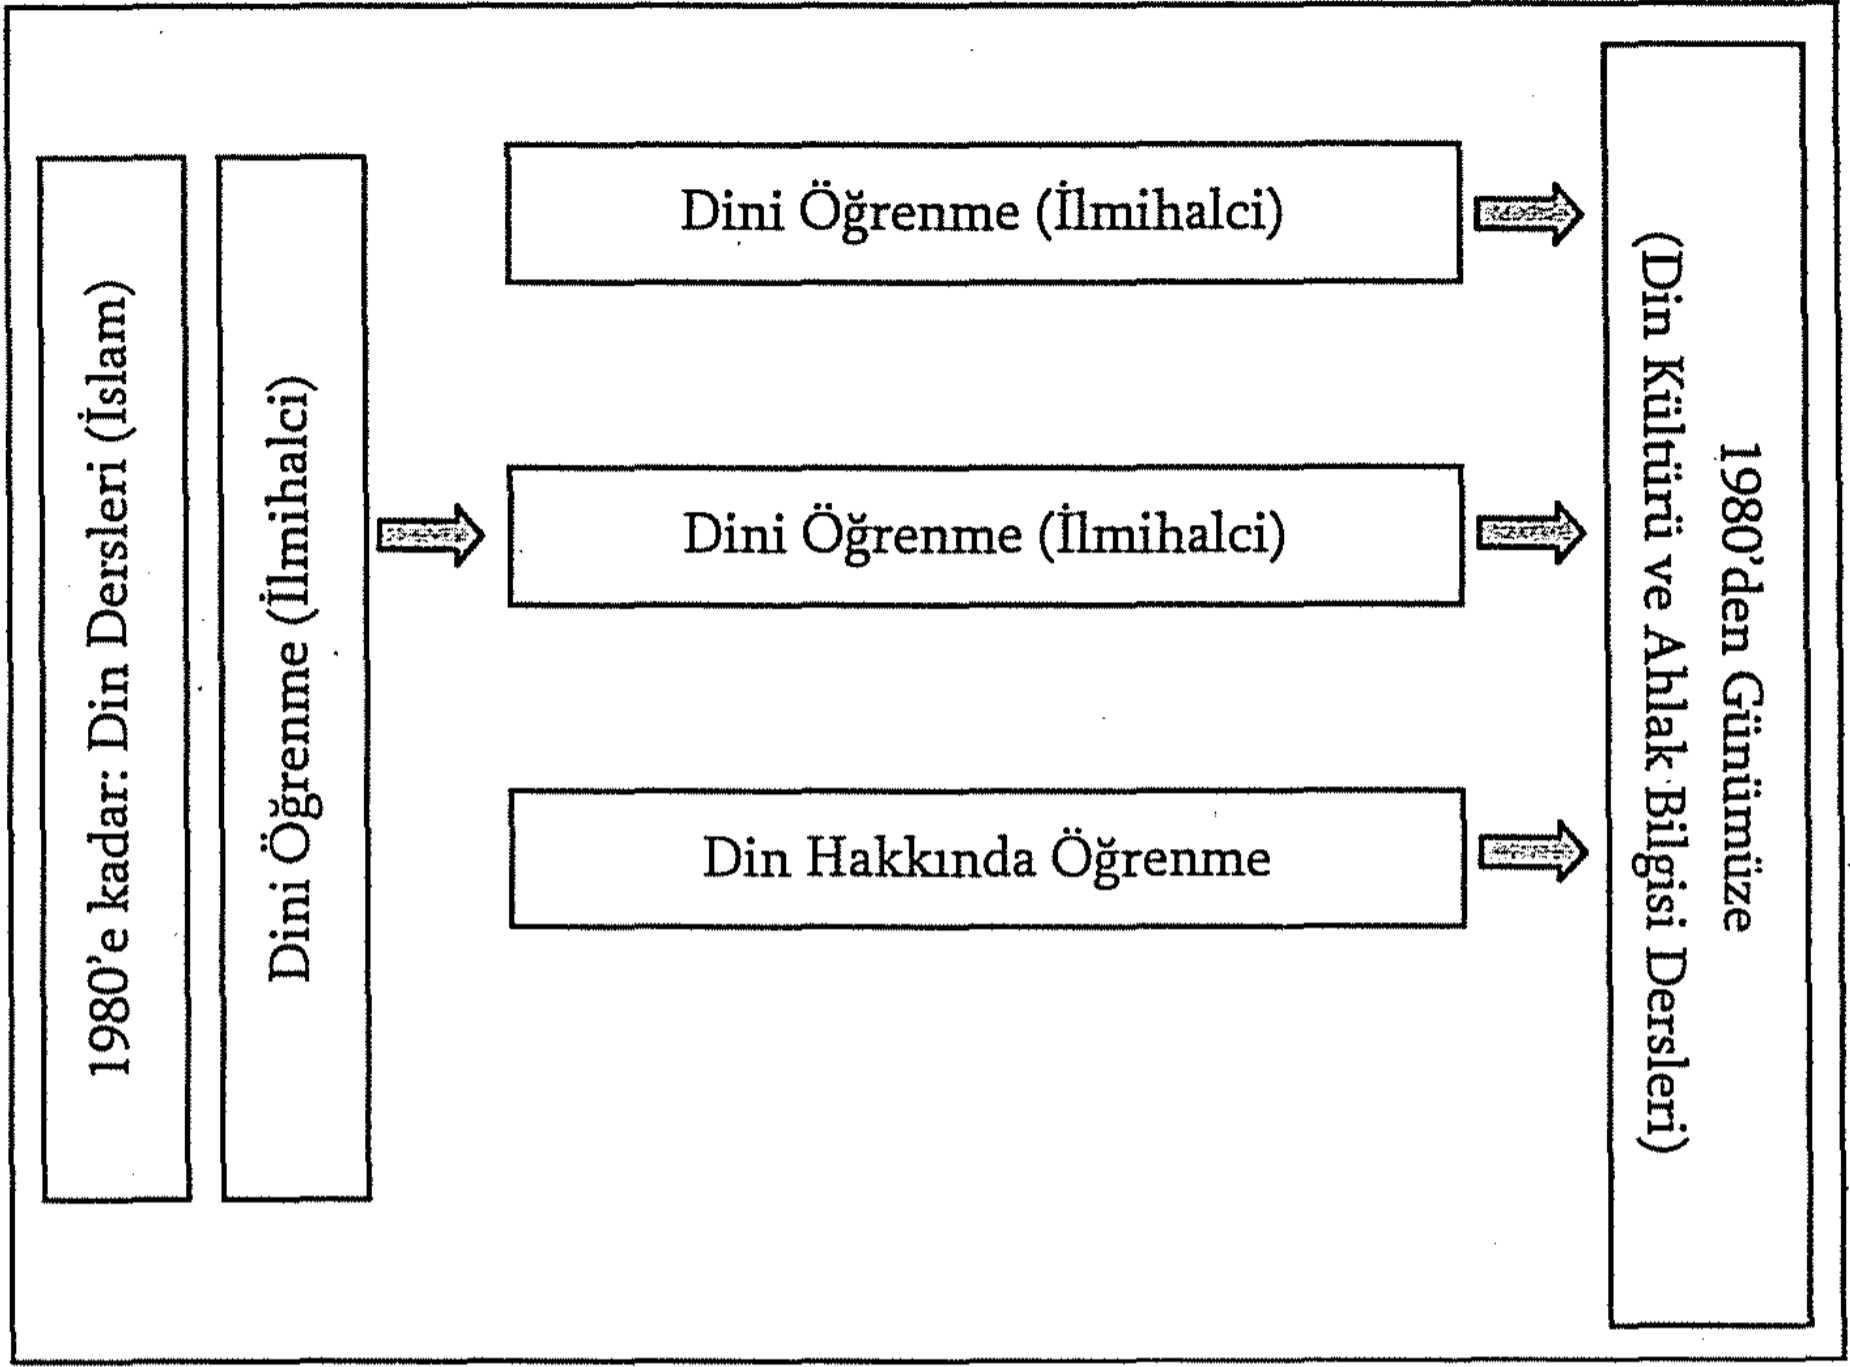 1980'e kadar: Din Dersleri (İslam)
Dini Öğrenme (İlmihalci)
Dini Öğrenme (İlmihalci)
Dini Öğrenme (İlmihalci)
Din Hakkında Öğrenme
1980'den Günümüze
(Din Kültürü ve Ahlak Bilgisi Dersleri)